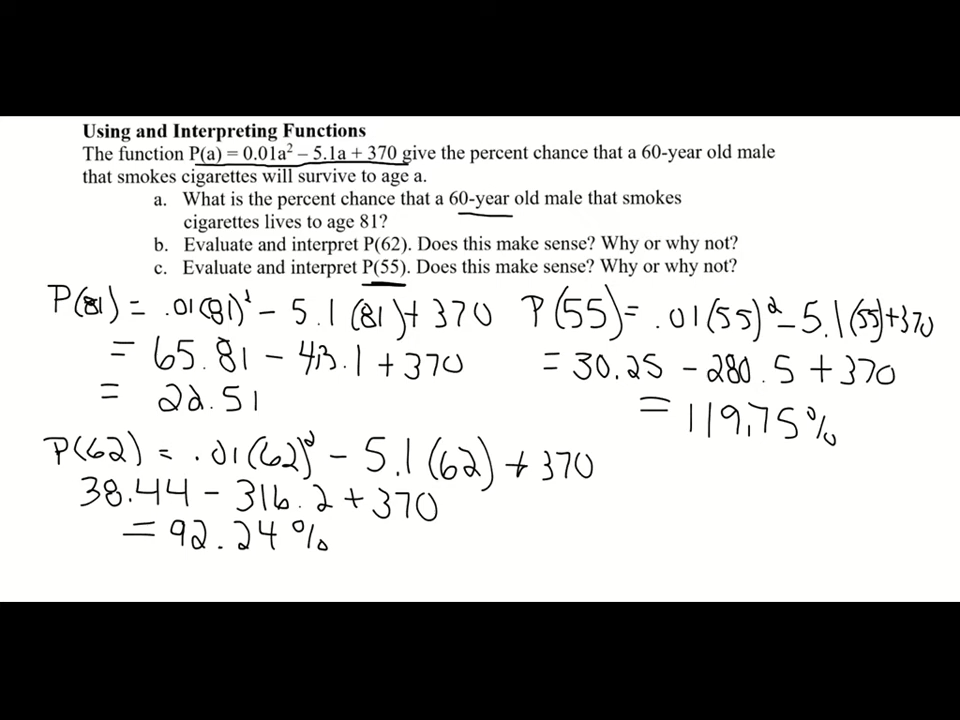 Using and Interpreting Functions
The function P(a) = 0.01a² – 5.1a + 370 give the percent chance that a 60-year old male
that smokes cigarettes will survive to age a.
a. What is the percent chance that a 60-year old male that smokes
cigarettes lives to age 81?
b. Evaluate and interpret P(62). Does this make sense? Why or why not?
c. Evaluate and interpret P(55). Does this make sense? Why or why not?
P(81) = .01(81)² - 5.1(81) + 370
= 65.81 - 413.1 + 370
= 22.51
P(62) = .01(62)² - 5.1(62) + 370
38.44 - 316.2 + 370
= 92.24%
P(55) = .01(55)² - 5.1(55) + 370
= 30.25 - 280.5 + 370
= 119.75%